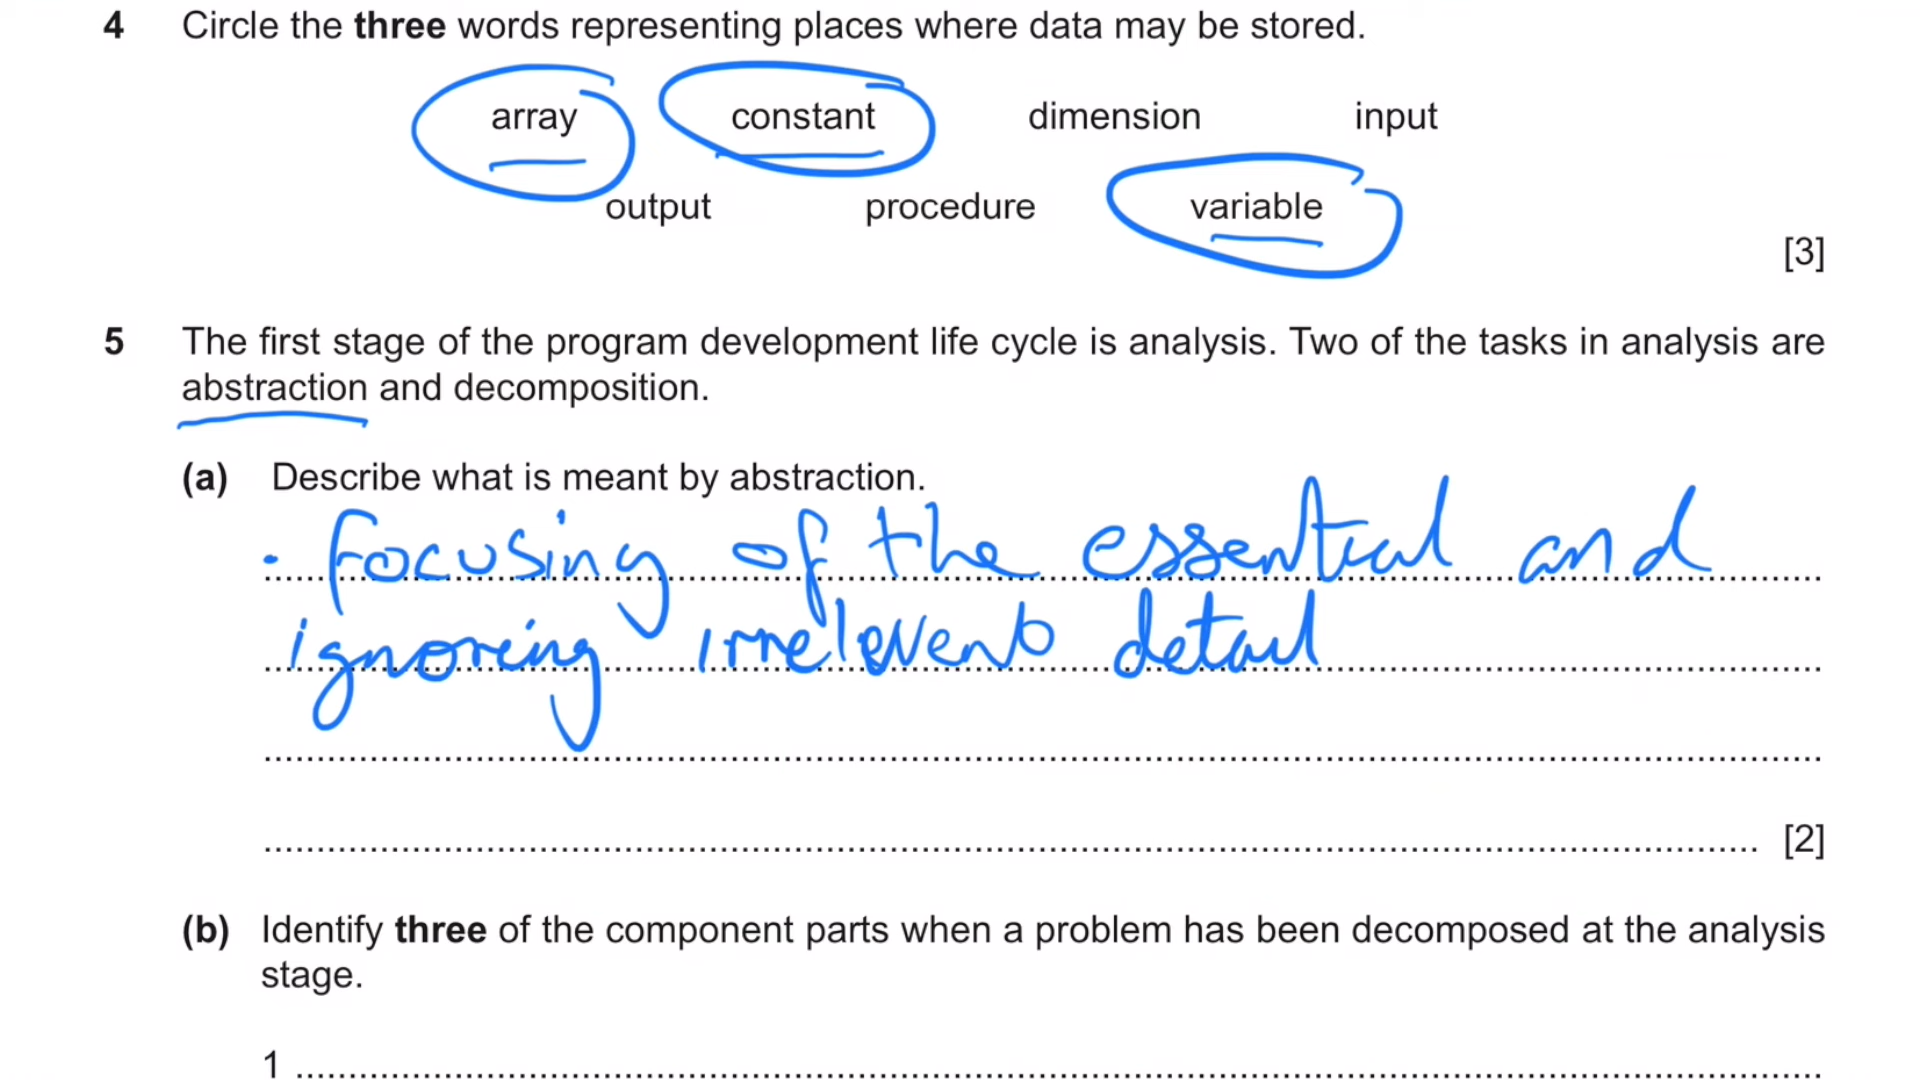 4 Circle the three words representing places where data may be stored.
array constant dimension input
output procedure variable
[3]
5 The first stage of the program development life cycle is analysis. Two of the tasks in analysis are
abstraction and decomposition.
(a) Describe what is meant by abstraction.
. focusing of the essential and
ignoreing irrelevent detail
[2]
(b) Identify three of the component parts when a problem has been decomposed at the analysis
stage.
1